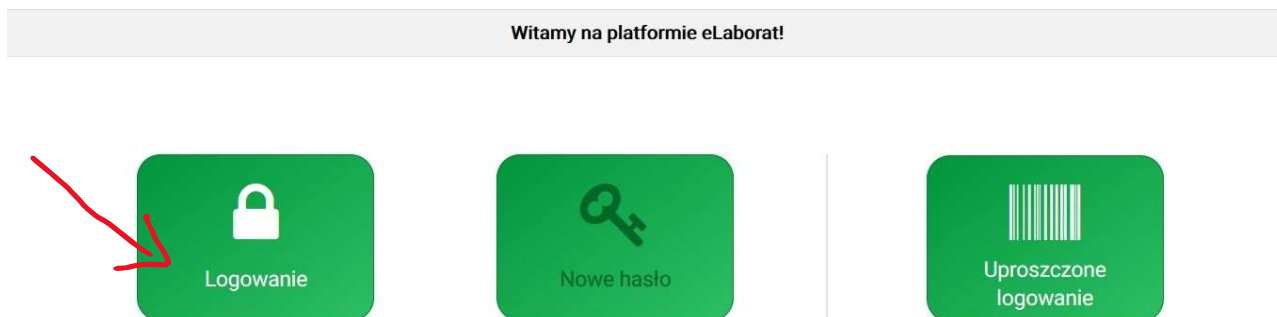 Witamy na platformie eLaborat!
Logowanie
Nowe hasło
Uproszczone
logowanie